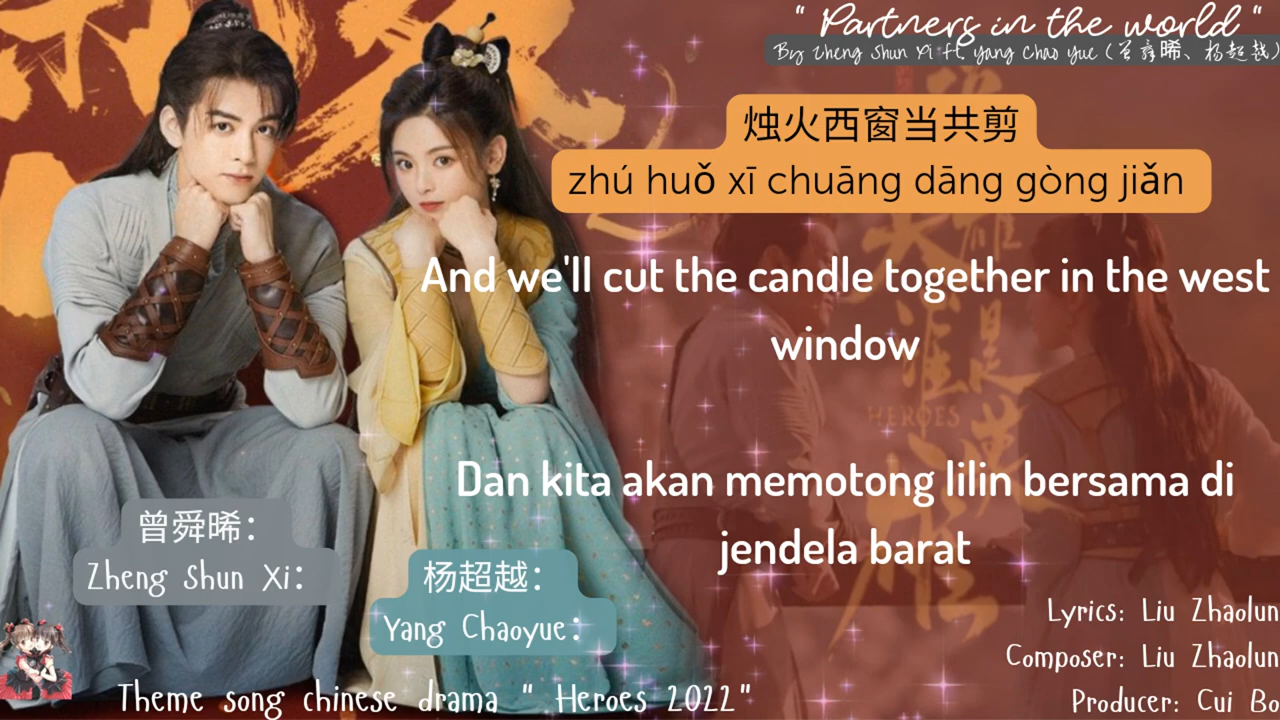 " Partners in the world "
By Zheng Shun Xi ft. yang Chao yue (曾舜晞、杨超越)
烛火西窗当共剪
zhú huǒ xī chuāng dāng gòng jiǎn
And we'll cut the candle together in the west
window
Dan kita akan memotong lilin bersama di
jendela barat
HEROES
曾舜晞：
Zheng Shun Xi:
杨超越：
Yang Chaoyue:
Lyrics: Liu Zhaolun
Composer: Liu Zhaolun
Producer: Cui Bo
Theme song chinese drama " Heroes 2022"